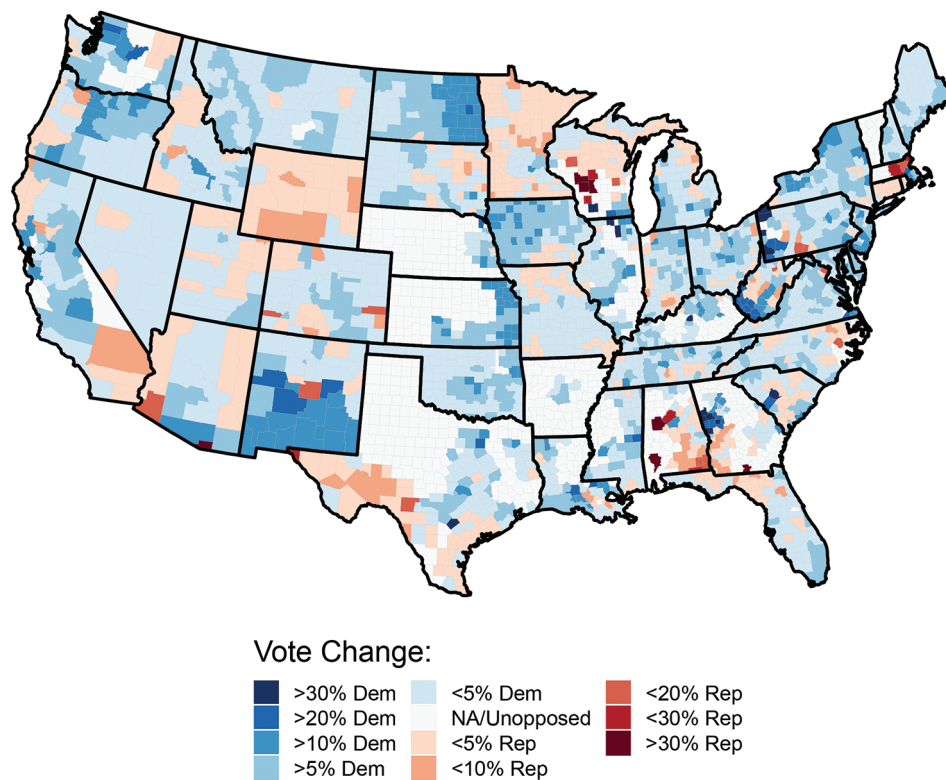 Vote Change:
>30% Dem
>20% Dem
>10% Dem
>5% Dem
<5% Dem
NA/Unopposed
<5% Rep
<10% Rep
<20% Rep
<30% Rep
>30% Rep